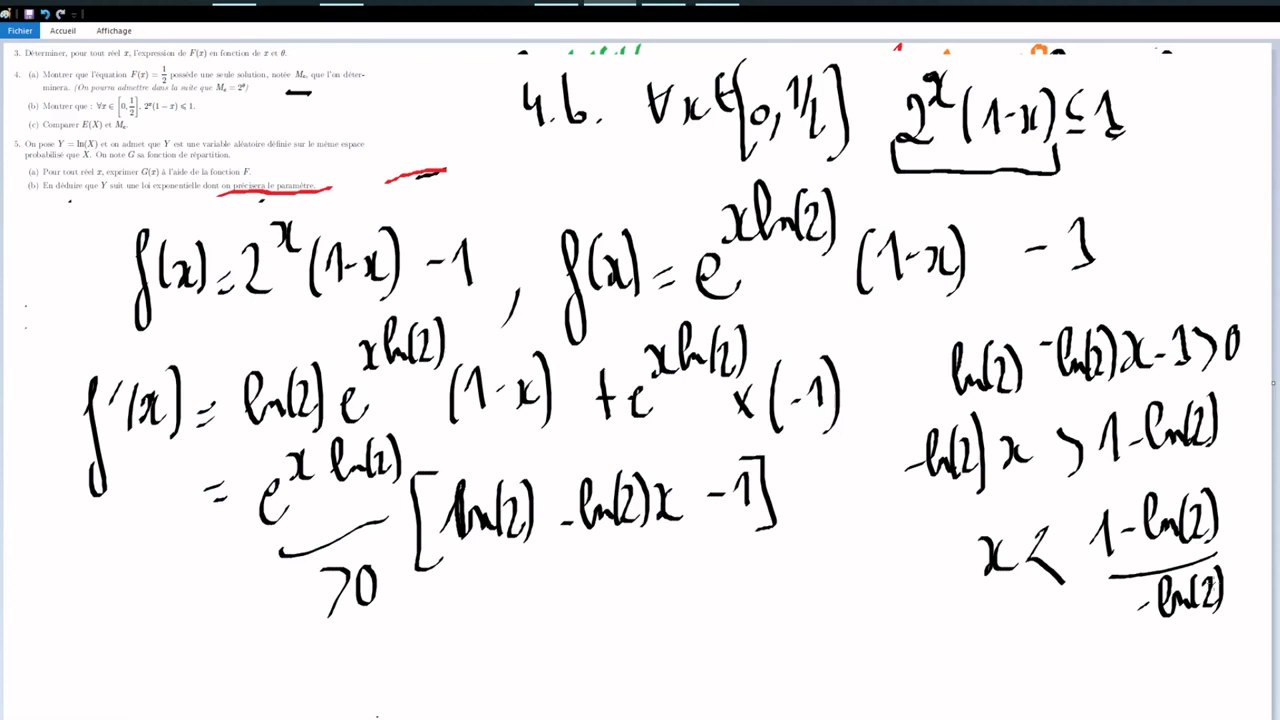 Fichier Accueil Affichage
3. Déterminer, pour tout réel x, l'expression de F(x) en fonction de x et θ.
4. (a) Montrer que l'équation F(x) = 1/2 possède une seule solution, notée Me, que l'on déter-
minera. (On pourra admettre dans la suite que Me = 2^θ)
(b) Montrer que : ∀x ∈ [0, 1/2], 2^x(1 − x) ⩽ 1.
(c) Comparer E(X) et Me.
5. On pose Y = ln(X) et on admet que Y est une variable aléatoire définie sur le même espace
probabilisé que X. On note G sa fonction de répartition.
(a) Pour tout réel x, exprimer G(x) à l'aide de la fonction F.
(b) En déduire que Y suit une loi exponentielle dont on précisera le paramètre.
4.b. ∀x∈[0, 1/2] 2^x (1-x) ≤ 1
f(x) = 2^x (1-x) - 1 , f(x) = e^{x ln(2)} (1-x) - 1
f'(x) = ln(2) e^{x ln(2)} (1-x) + e^{x ln(2)} × (-1)
= e^{x ln(2)} [ln(2) - ln(2)x - 1]
>0
ln(2) - ln(2)x - 1 > 0
-ln(2) x > 1 - ln(2)
x < (1 - ln(2))/(-ln(2))